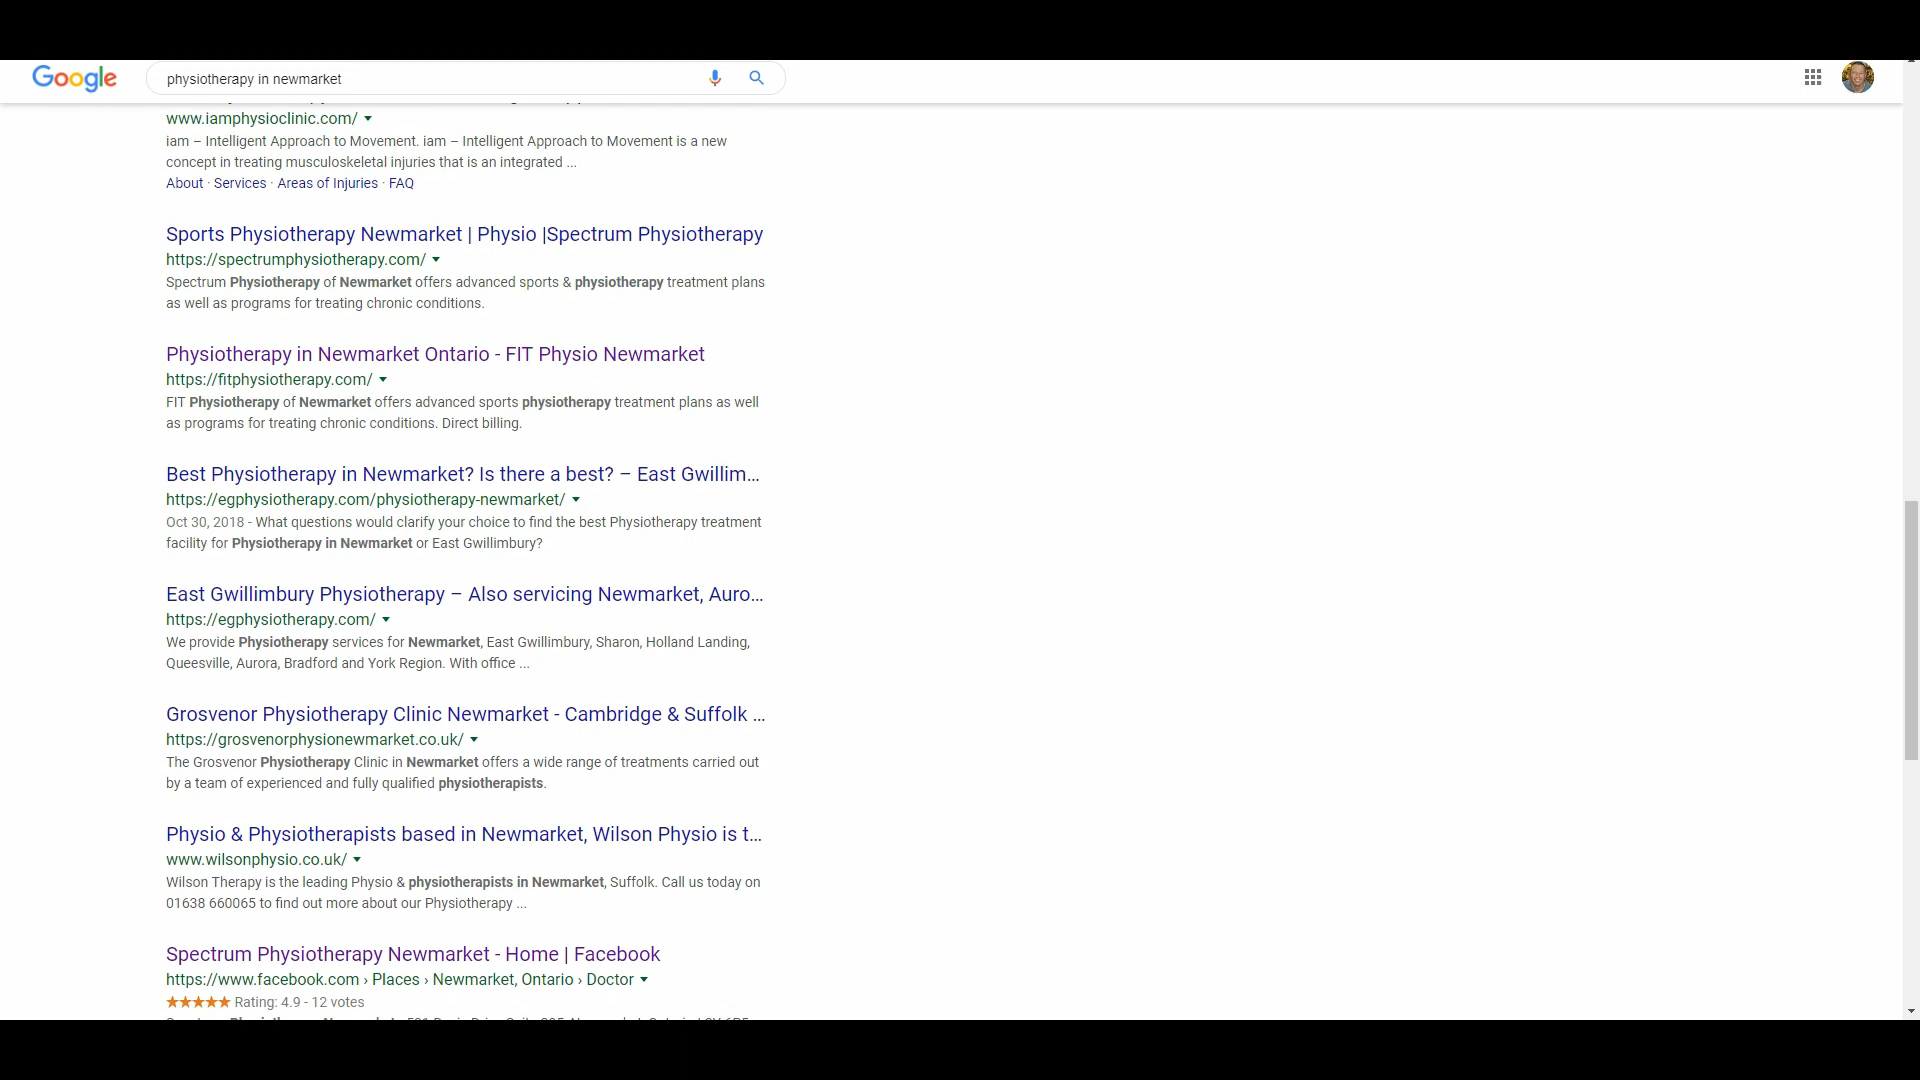 Google
physiotherapy in newmarket
www.iamphysioclinic.com/
iam – Intelligent Approach to Movement. iam – Intelligent Approach to Movement is a new
concept in treating musculoskeletal injuries that is an integrated ...
About · Services · Areas of Injuries · FAQ
Sports Physiotherapy Newmarket | Physio |Spectrum Physiotherapy
https://spectrumphysiotherapy.com/
Spectrum Physiotherapy of Newmarket offers advanced sports & physiotherapy treatment plans
as well as programs for treating chronic conditions.
Physiotherapy in Newmarket Ontario - FIT Physio Newmarket
https://fitphysiotherapy.com/
FIT Physiotherapy of Newmarket offers advanced sports physiotherapy treatment plans as well
as programs for treating chronic conditions. Direct billing.
Best Physiotherapy in Newmarket? Is there a best? – East Gwillim...
https://egphysiotherapy.com/physiotherapy-newmarket/
Oct 30, 2018 - What questions would clarify your choice to find the best Physiotherapy treatment
facility for Physiotherapy in Newmarket or East Gwillimbury?
East Gwillimbury Physiotherapy – Also servicing Newmarket, Auro...
https://egphysiotherapy.com/
We provide Physiotherapy services for Newmarket, East Gwillimbury, Sharon, Holland Landing,
Queesville, Aurora, Bradford and York Region. With office ...
Grosvenor Physiotherapy Clinic Newmarket - Cambridge & Suffolk ...
https://grosvenorphysionewmarket.co.uk/
The Grosvenor Physiotherapy Clinic in Newmarket offers a wide range of treatments carried out
by a team of experienced and fully qualified physiotherapists.
Physio & Physiotherapists based in Newmarket, Wilson Physio is t...
www.wilsonphysio.co.uk/
Wilson Therapy is the leading Physio & physiotherapists in Newmarket, Suffolk. Call us today on
01638 660065 to find out more about our Physiotherapy ...
Spectrum Physiotherapy Newmarket - Home | Facebook
https://www.facebook.com › Places › Newmarket, Ontario › Doctor
Rating: 4.9 - 12 votes